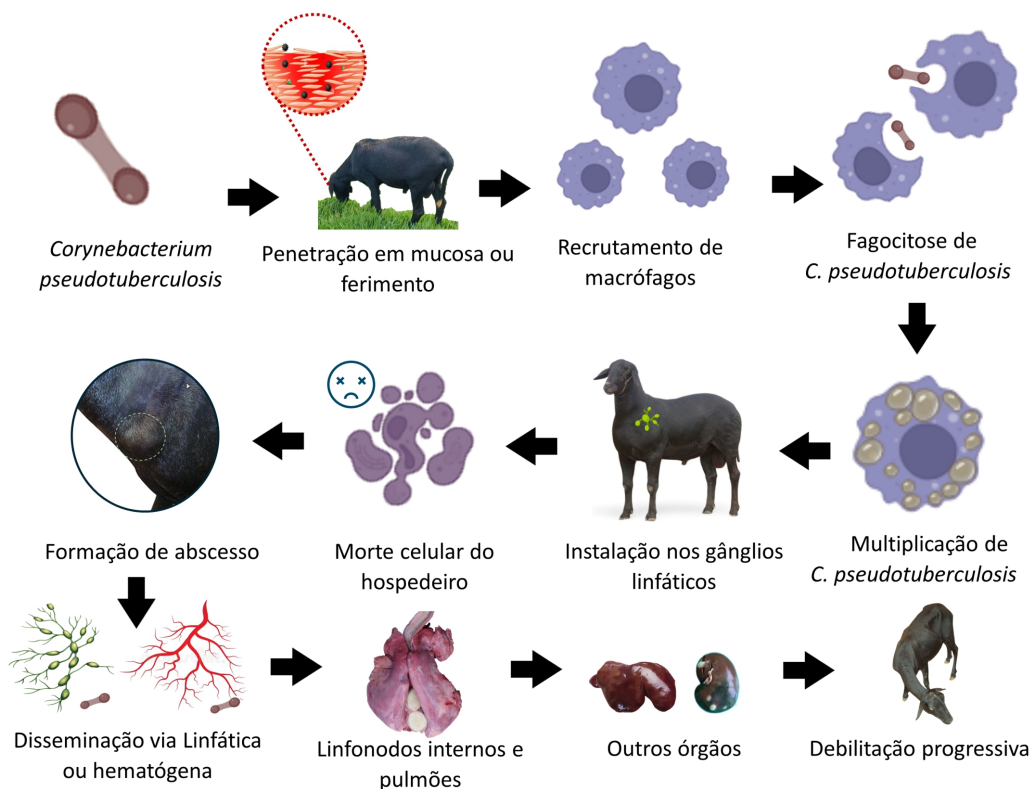 Corynebacterium
pseudotuberculosis
Penetração em mucosa ou
ferimento
Recrutamento de
macrófagos
Fagocitose de
C. pseudotuberculosis
Multiplicação de
C. pseudotuberculosis
Instalação nos gânglios
linfáticos
Morte celular do
hospedeiro
Formação de abscesso
Disseminação via Linfática
ou hematógena
Linfonodos internos e
pulmões
Outros órgãos
Debilitação progressiva